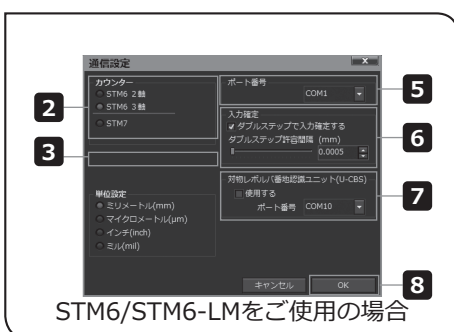 通信設定
x
カウンター
STM6 2軸
STM6 3軸
STM7
2
3
単位設定
ミリメートル(mm)
マイクロメートル(μm)
インチ(inch)
ミル(mil)
ポート番号
COM1
5
入力確定
ダブルステップで入力確定する
ダブルステップ許容間隔 (mm)
0.0005
6
対物レボルバ番地認識ユニット(U-CBS)
使用する
ポート番号 COM10
7
キャンセル
OK
8
STM6/STM6-LMをご使用の場合